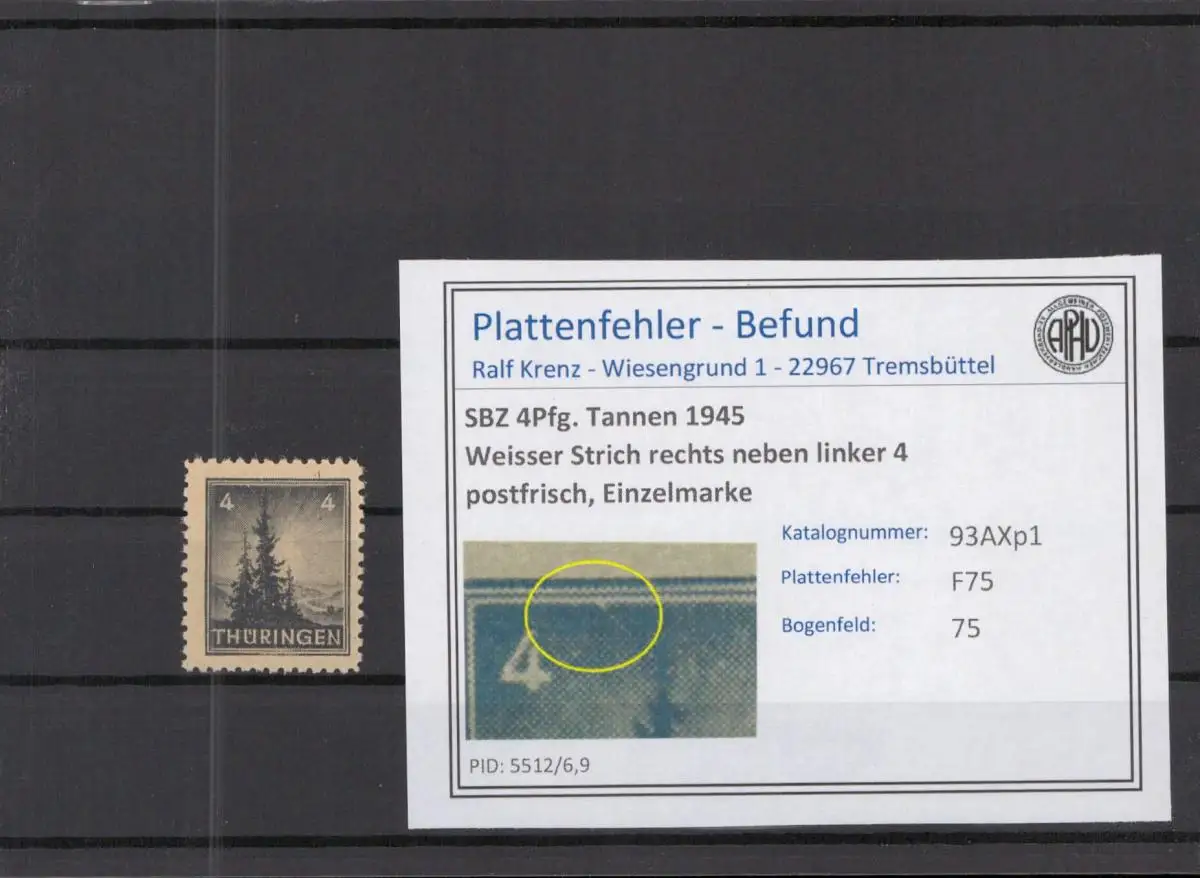 4 4
THÜRINGEN
Plattenfehler - Befund
Ralf Krenz - Wiesengrund 1 - 22967 Tremsbüttel
APHV
SBZ 4Pfg. Tannen 1945
Weisser Strich rechts neben linker 4
postfrisch, Einzelmarke
Katalognummer: 93AXp1
Plattenfehler: F75
Bogenfeld: 75
4
PID: 5512/6,9